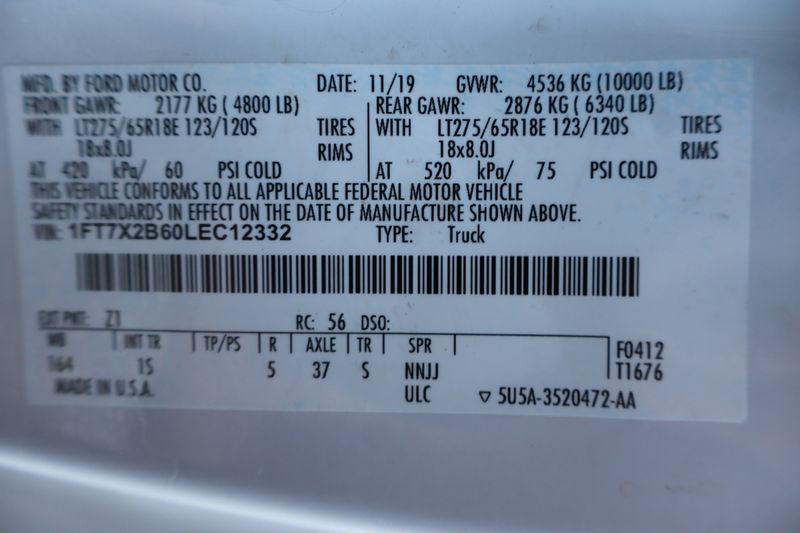 MFD. BY FORD MOTOR CO. DATE: 11/19 GVWR: 4536 KG (10000 LB)
FRONT GAWR: 2177 KG ( 4800 LB) REAR GAWR: 2876 KG ( 6340 LB)
WITH LT275/65R18E 123/120S TIRES WITH LT275/65R18E 123/120S TIRES
18x8.0J RIMS 18x8.0J RIMS
AT 420 kPa/ 60 PSI COLD AT 520 kPa/ 75 PSI COLD
THIS VEHICLE CONFORMS TO ALL APPLICABLE FEDERAL MOTOR VEHICLE
SAFETY STANDARDS IN EFFECT ON THE DATE OF MANUFACTURE SHOWN ABOVE.
VIN: 1FT7X2B60LEC12332 TYPE: Truck
EXT PNT: Z1 RC: 56 DSO:
WB INT TR TP/PS R AXLE TR SPR F0412
164 1S 5 37 S NNJJ T1676
MADE IN U.S.A. ULC ▽ 5U5A-3520472-AA